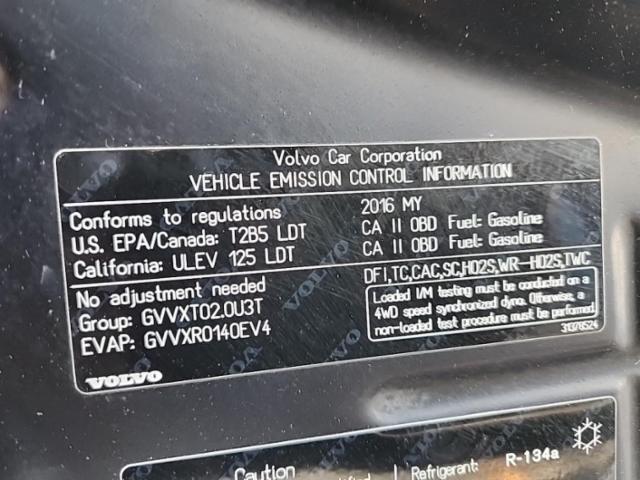 Volvo Car Corporation
VEHICLE EMISSION CONTROL INFORMATION
Conforms to regulations 2016 MY
U.S. EPA/Canada: T2B5 LDT CA II OBD Fuel: Gasoline
California: ULEV 125 LDT CA II OBD Fuel: Gasoline
No adjustment needed DFI,TC,CAC,SC,HO2S,WR-HO2S,TWC
Group: GVVXT02.0U3T
EVAP: GVVXR0140EV4
Loaded I/M testing must be conducted on a
4WD speed synchronized dyno. Otherwise, a
non-loaded test procedure must be performed.
31378524
VOLVO
Caution
Refrigerant: R-134a